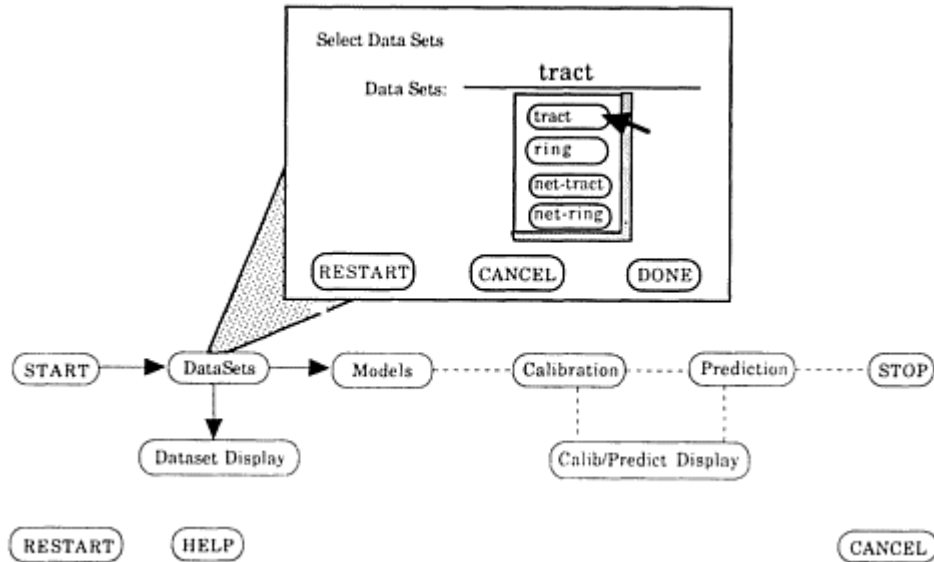 Select Data Sets
tract
Data Sets:
tract
ring
net-tract
net-ring
RESTART CANCEL DONE
START DataSets Models Calibration Prediction STOP
Dataset Display Calib/Predict Display
RESTART HELP CANCEL